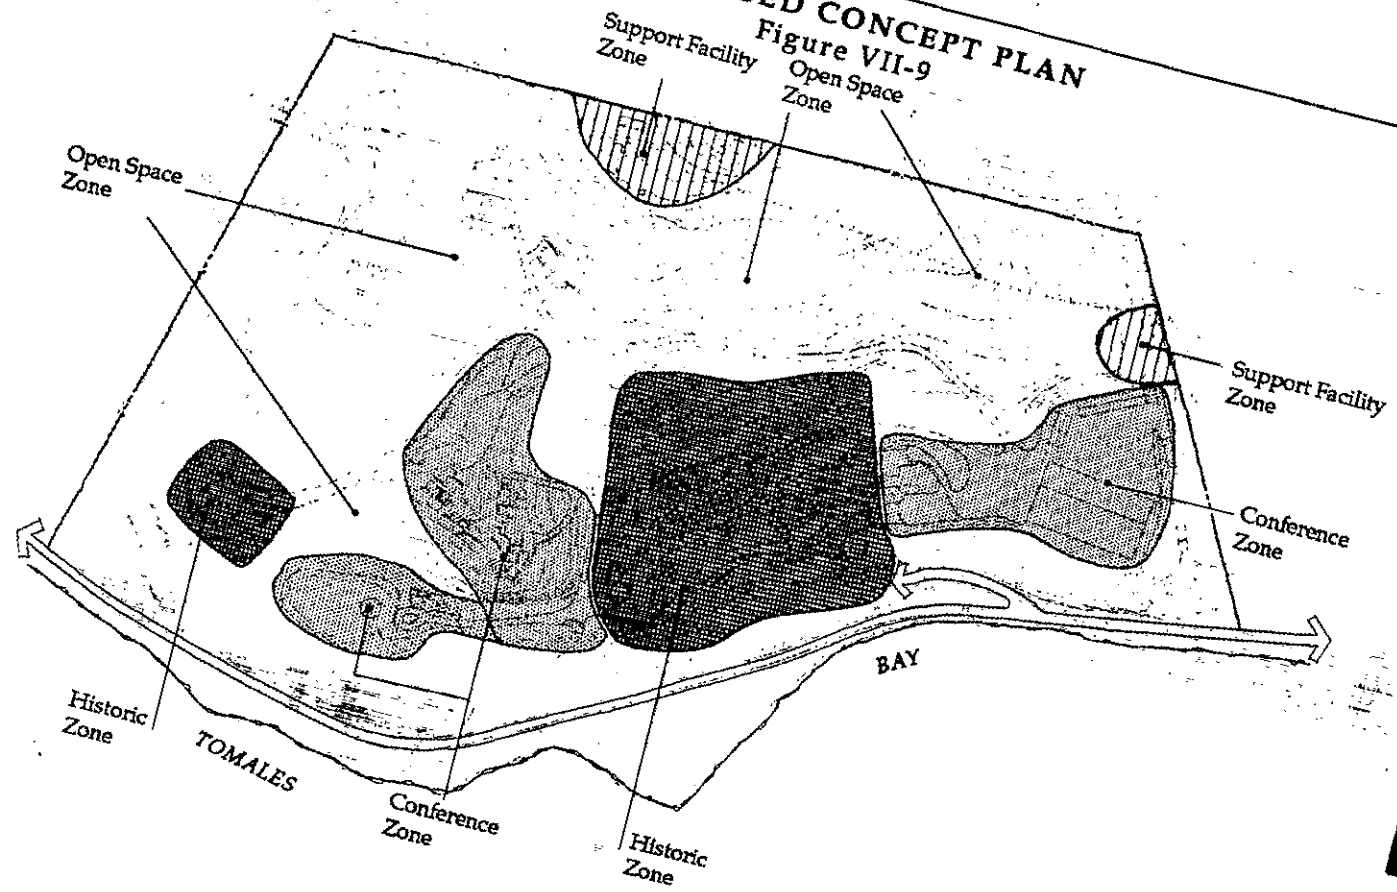 CONCEPT PLAN
Figure VII-9
Support Facility
Zone
Open Space
Zone
Open Space
Zone
Support Facility
Zone
Conference
Zone
BAY
Historic
Zone
TOMALES
Conference
Zone
Historic
Zone